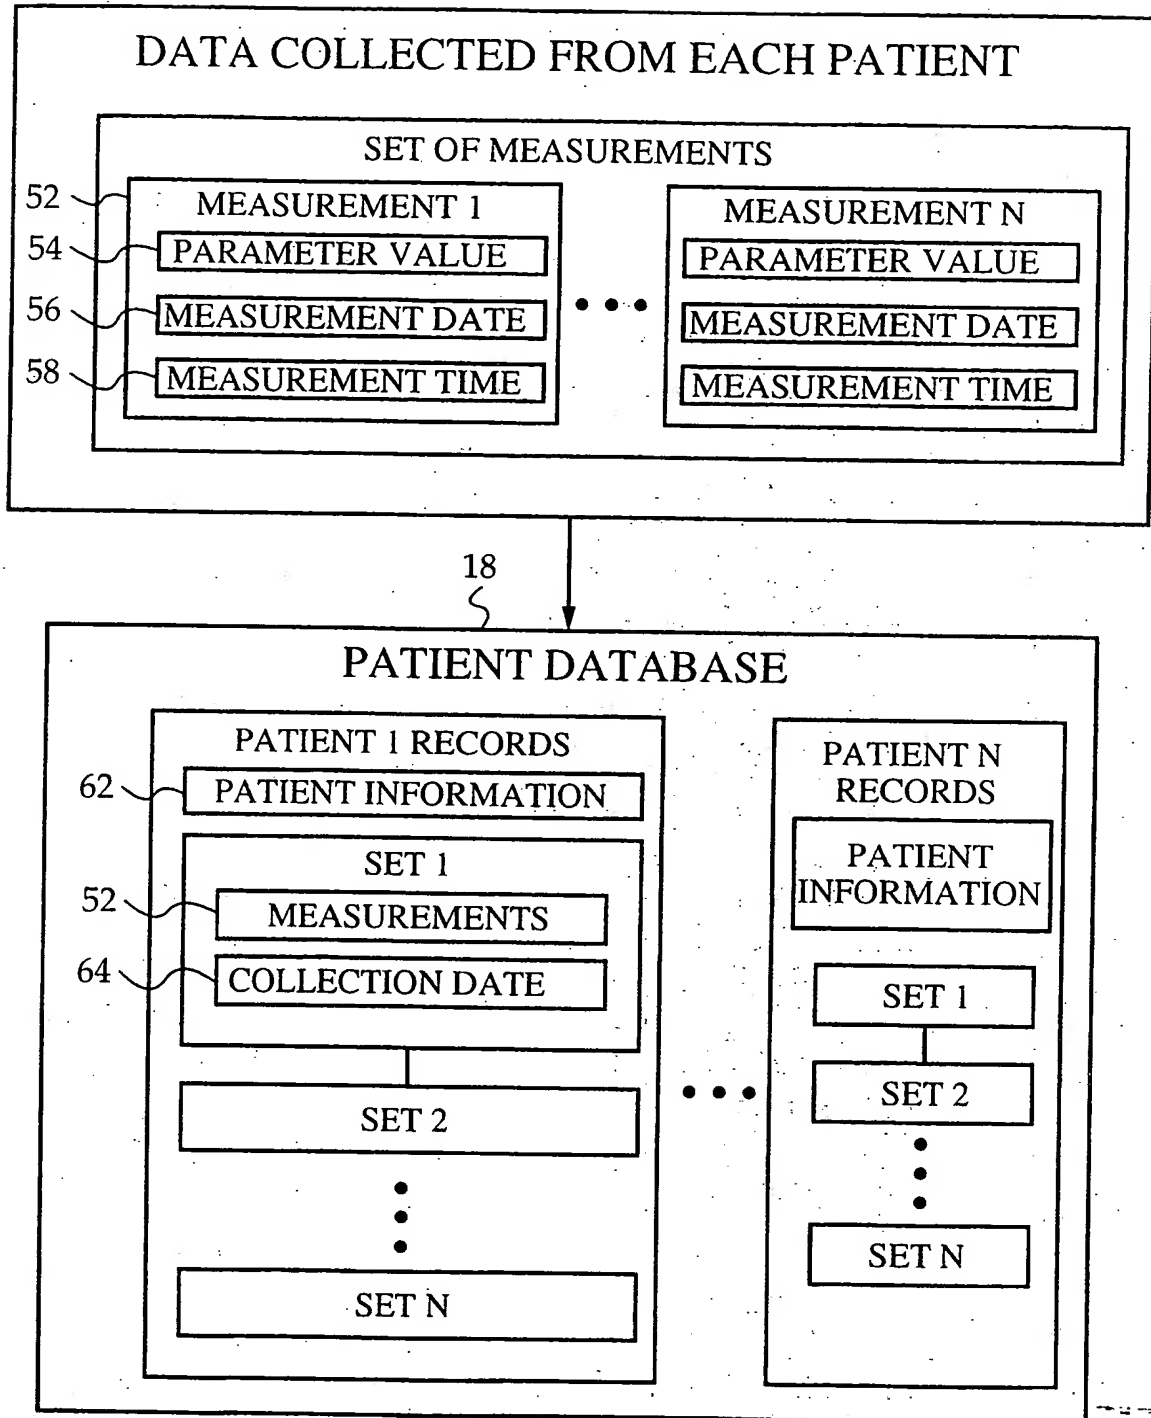 DATA COLLECTED FROM EACH PATIENT
SET OF MEASUREMENTS
52
MEASUREMENT 1
54
PARAMETER VALUE
56
MEASUREMENT DATE
58
MEASUREMENT TIME
MEASUREMENT N
PARAMETER VALUE
MEASUREMENT DATE
MEASUREMENT TIME
18
PATIENT DATABASE
PATIENT 1 RECORDS
62
PATIENT INFORMATION
SET 1
52
MEASUREMENTS
64
COLLECTION DATE
SET 2
SET N
PATIENT N
RECORDS
PATIENT
INFORMATION
SET 1
SET 2
SET N